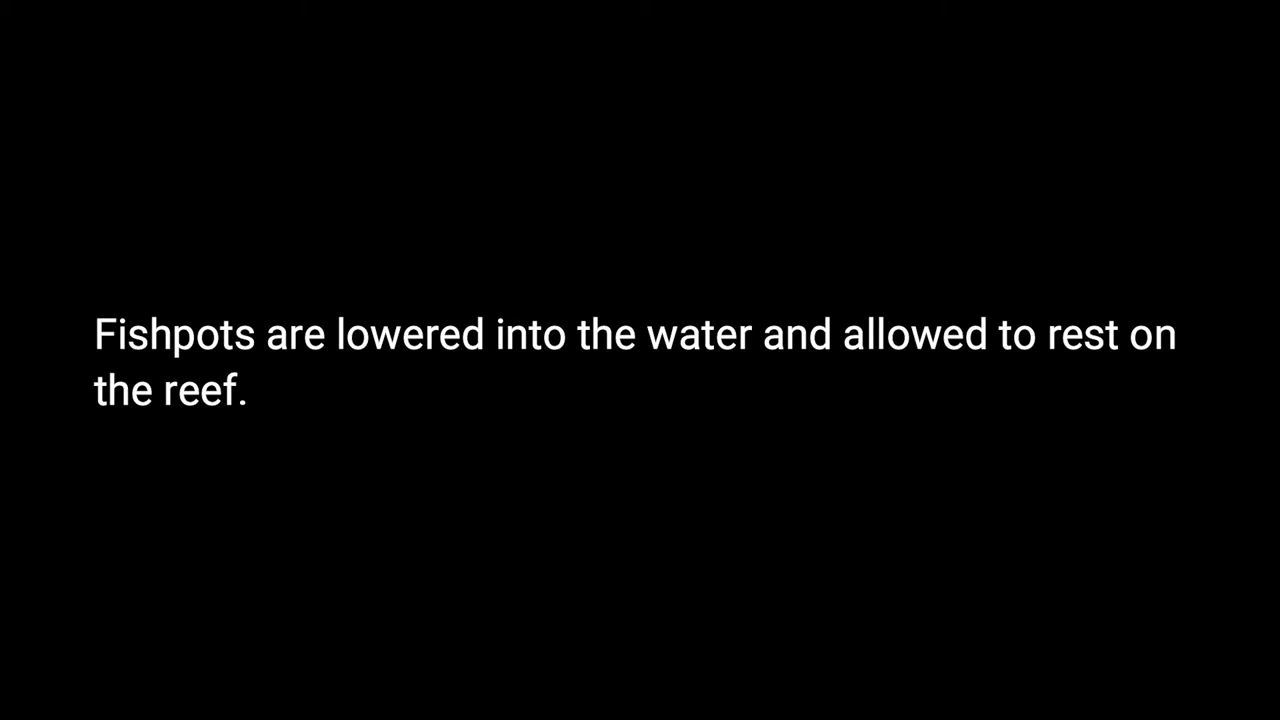 Fishpots are lowered into the water and allowed to rest on
the reef.